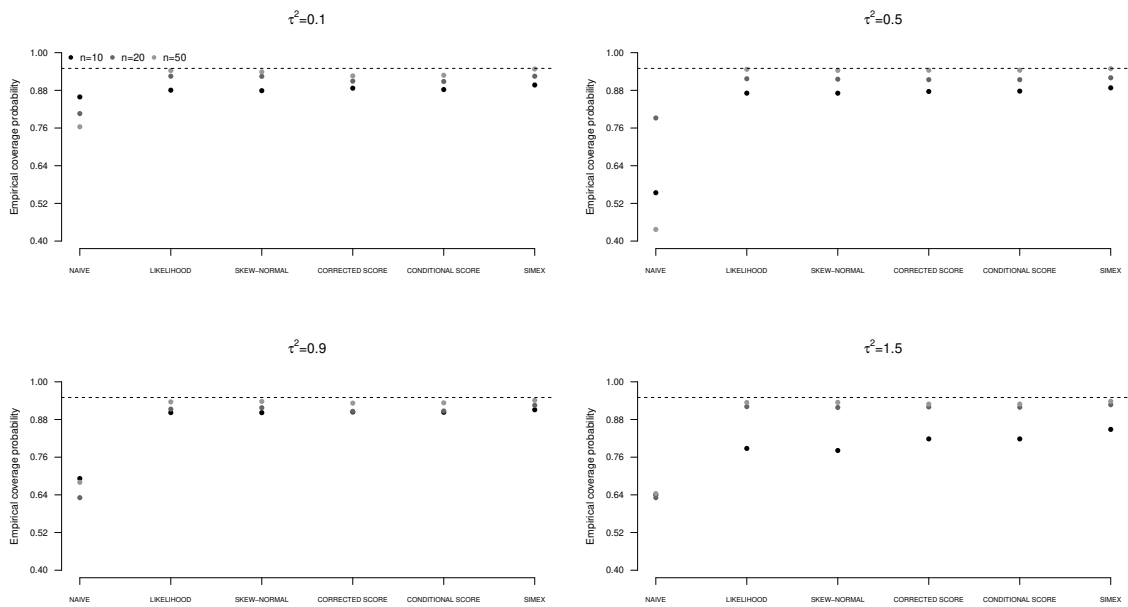 τ²=0.1
Empirical coverage probability
1.00
0.88
0.76
0.64
0.52
0.40
n=10 n=20 n=50
NAIVE LIKELIHOOD SKEW−NORMAL CORRECTED SCORE CONDITIONAL SCORE SIMEX
τ²=0.5
Empirical coverage probability
1.00
0.88
0.76
0.64
0.52
0.40
NAIVE LIKELIHOOD SKEW−NORMAL CORRECTED SCORE CONDITIONAL SCORE SIMEX
τ²=0.9
Empirical coverage probability
1.00
0.88
0.76
0.64
0.52
0.40
NAIVE LIKELIHOOD SKEW−NORMAL CORRECTED SCORE CONDITIONAL SCORE SIMEX
τ²=1.5
Empirical coverage probability
1.00
0.88
0.76
0.64
0.52
0.40
NAIVE LIKELIHOOD SKEW−NORMAL CORRECTED SCORE CONDITIONAL SCORE SIMEX